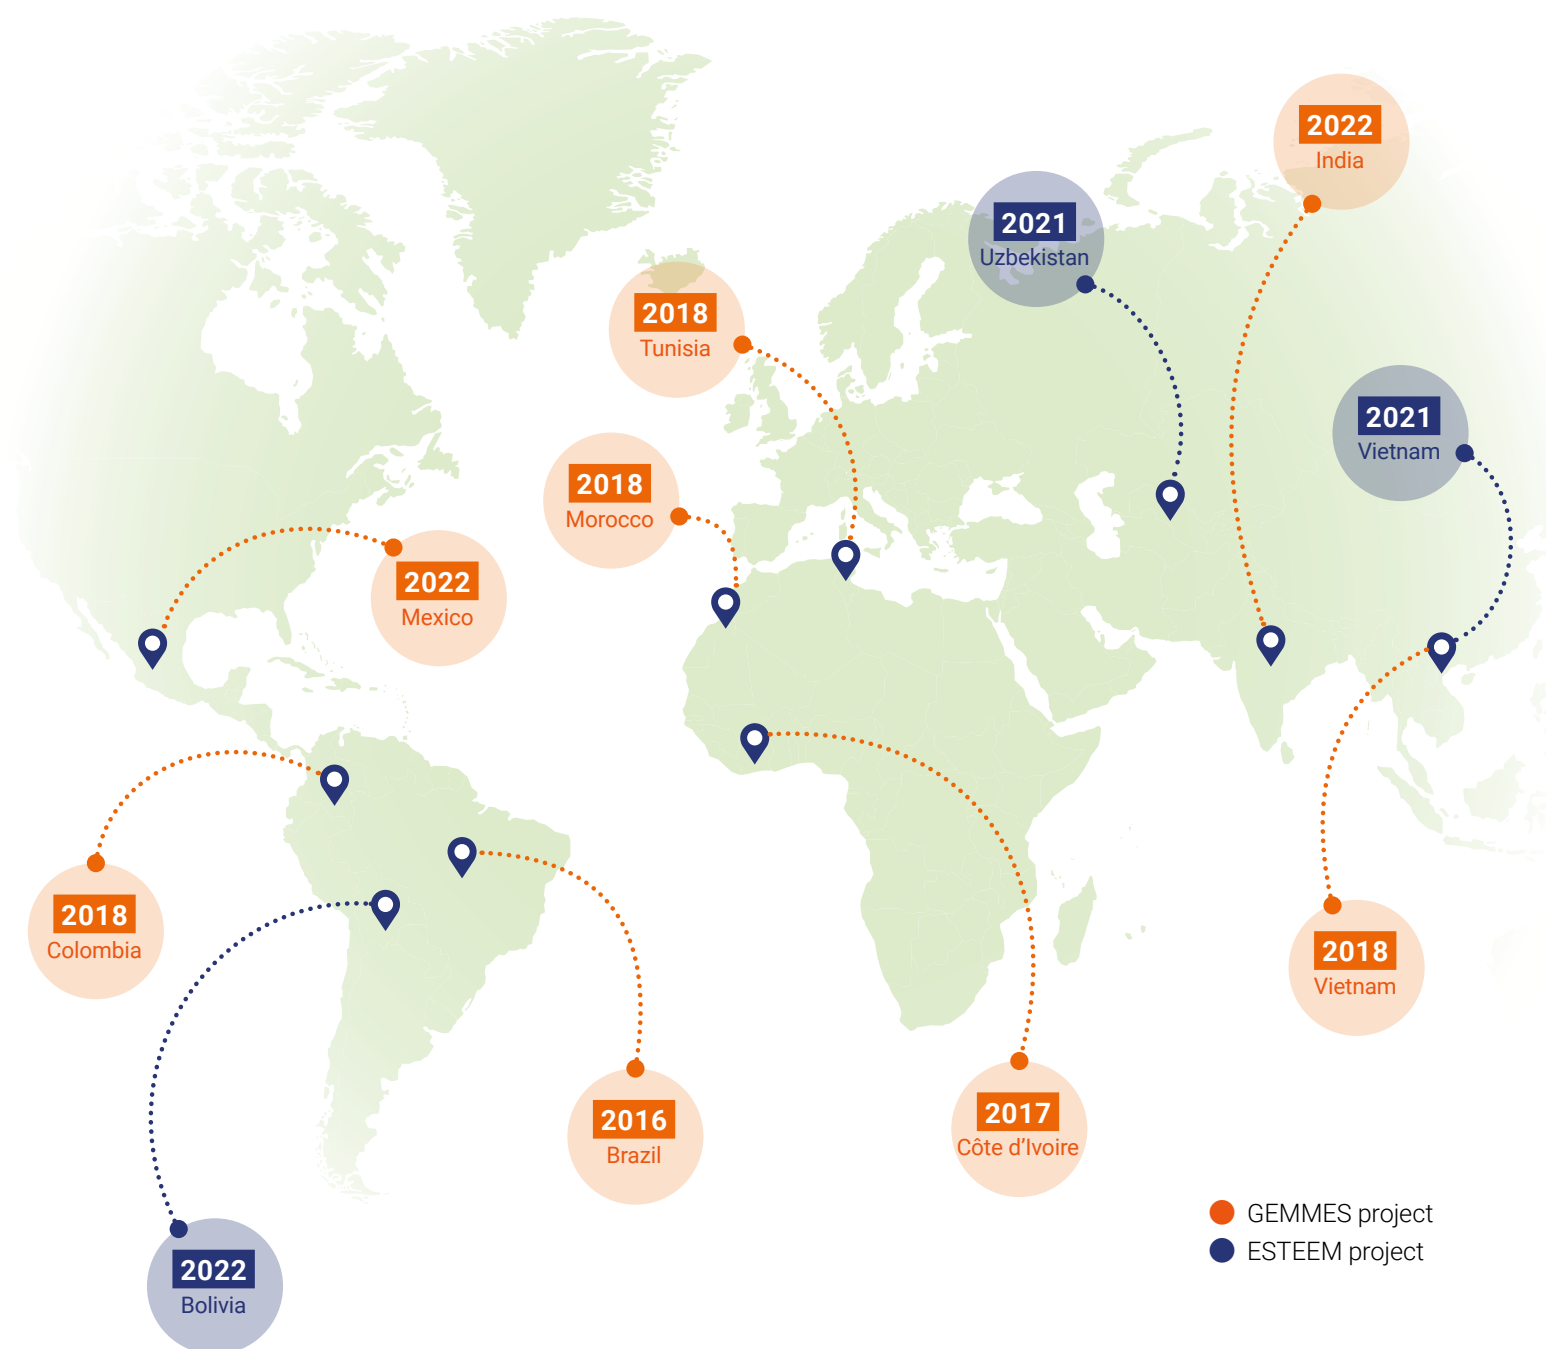 2022
India
2021
Uzbekistan
2018
Tunisia
2021
Vietnam
2018
Morocco
2022
Mexico
2018
Colombia
2018
Vietnam
2016
Brazil
2017
Côte d’Ivoire
2022
Bolivia
GEMMES project
ESTEEM project